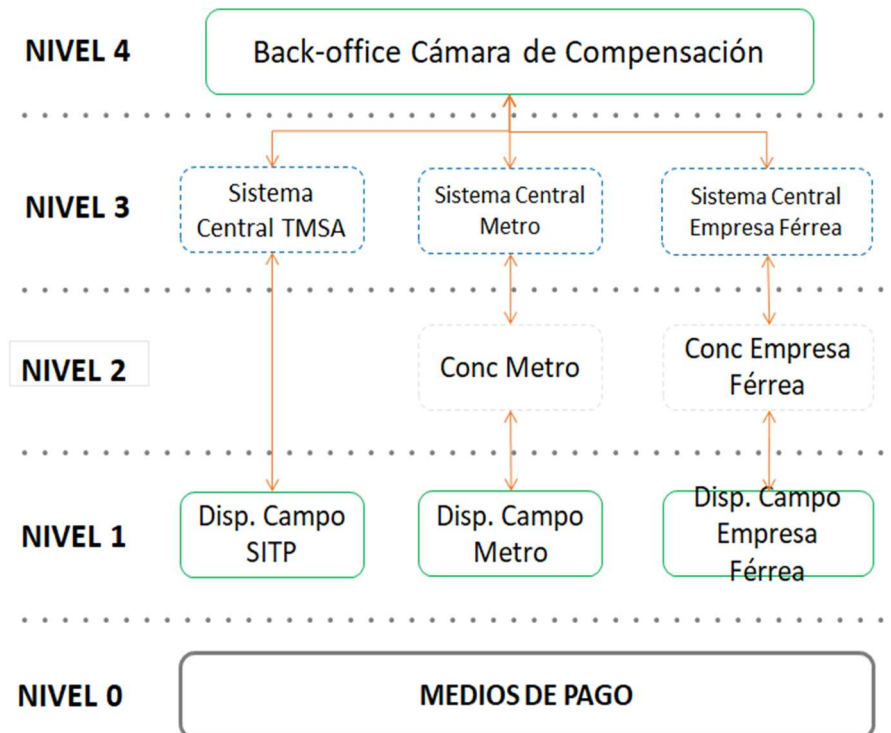 NIVEL 4
Back-office Cámara de Compensación
NIVEL 3
Sistema
Central TMSA
Sistema Central
Metro
Sistema Central
Empresa Férrea
NIVEL 2
Conc Metro
Conc Empresa
Férrea
NIVEL 1
Disp. Campo
SITP
Disp. Campo
Metro
Disp. Campo
Empresa
Férrea
NIVEL 0
MEDIOS DE PAGO